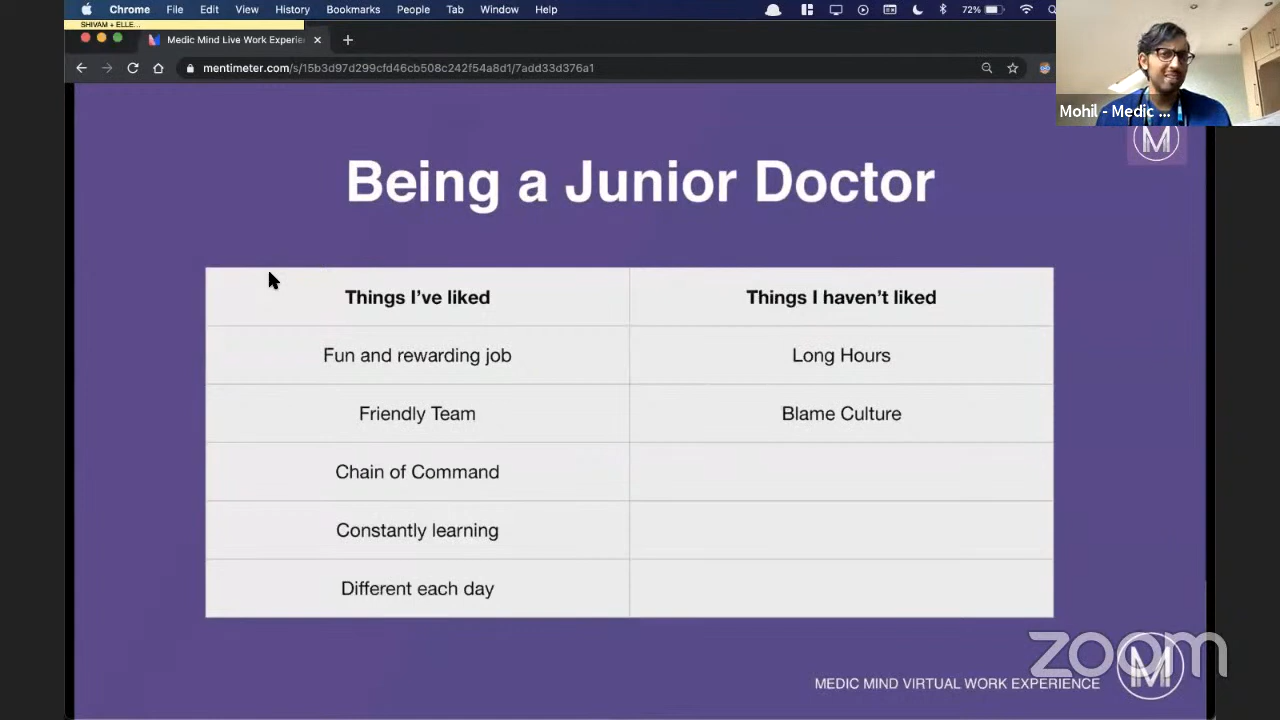 Chrome File Edit View History Bookmarks People Tab Window Help 72%
SHIVAM + ELLE...
Medic Mind Live Work Experie
mentimeter.com/s/15b3d97d299cfd46cb508c242f54a8d1/7add33d376a1
Mohil - Medic ...
M
Being a Junior Doctor
Things I've liked Things I haven't liked
Fun and rewarding job Long Hours
Friendly Team Blame Culture
Chain of Command
Constantly learning
Different each day
zoom
MEDIC MIND VIRTUAL WORK EXPERIENCE
M